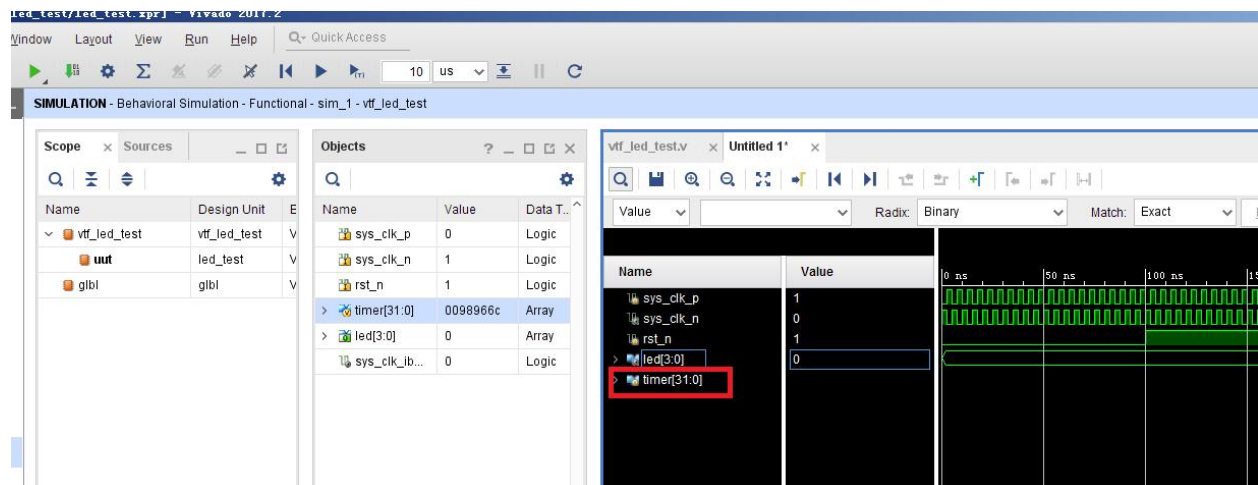 led_test/led_test.xpr] - Vivado 2017.2
Window Layout View Run Help Quick Access
10 us
SIMULATION - Behavioral Simulation - Functional - sim_1 - vtf_led_test
Scope Sources
Name Design Unit
vtf_led_test vtf_led_test V
uut led_test V
glbl glbl V
Objects ?
Name Value Data T..
sys_clk_p 0 Logic
sys_clk_n 1 Logic
rst_n 1 Logic
timer[31:0] 0098966c Array
led[3:0] 0 Array
sys_clk_ib... 0 Logic
vtf_led_test.v Untitled 1*
Value Radix: Binary Match: Exact
Name Value 0 ns 50 ns 100 ns
sys_clk_p 1
sys_clk_n 0
rst_n 1
led[3:0] 0
timer[31:0]